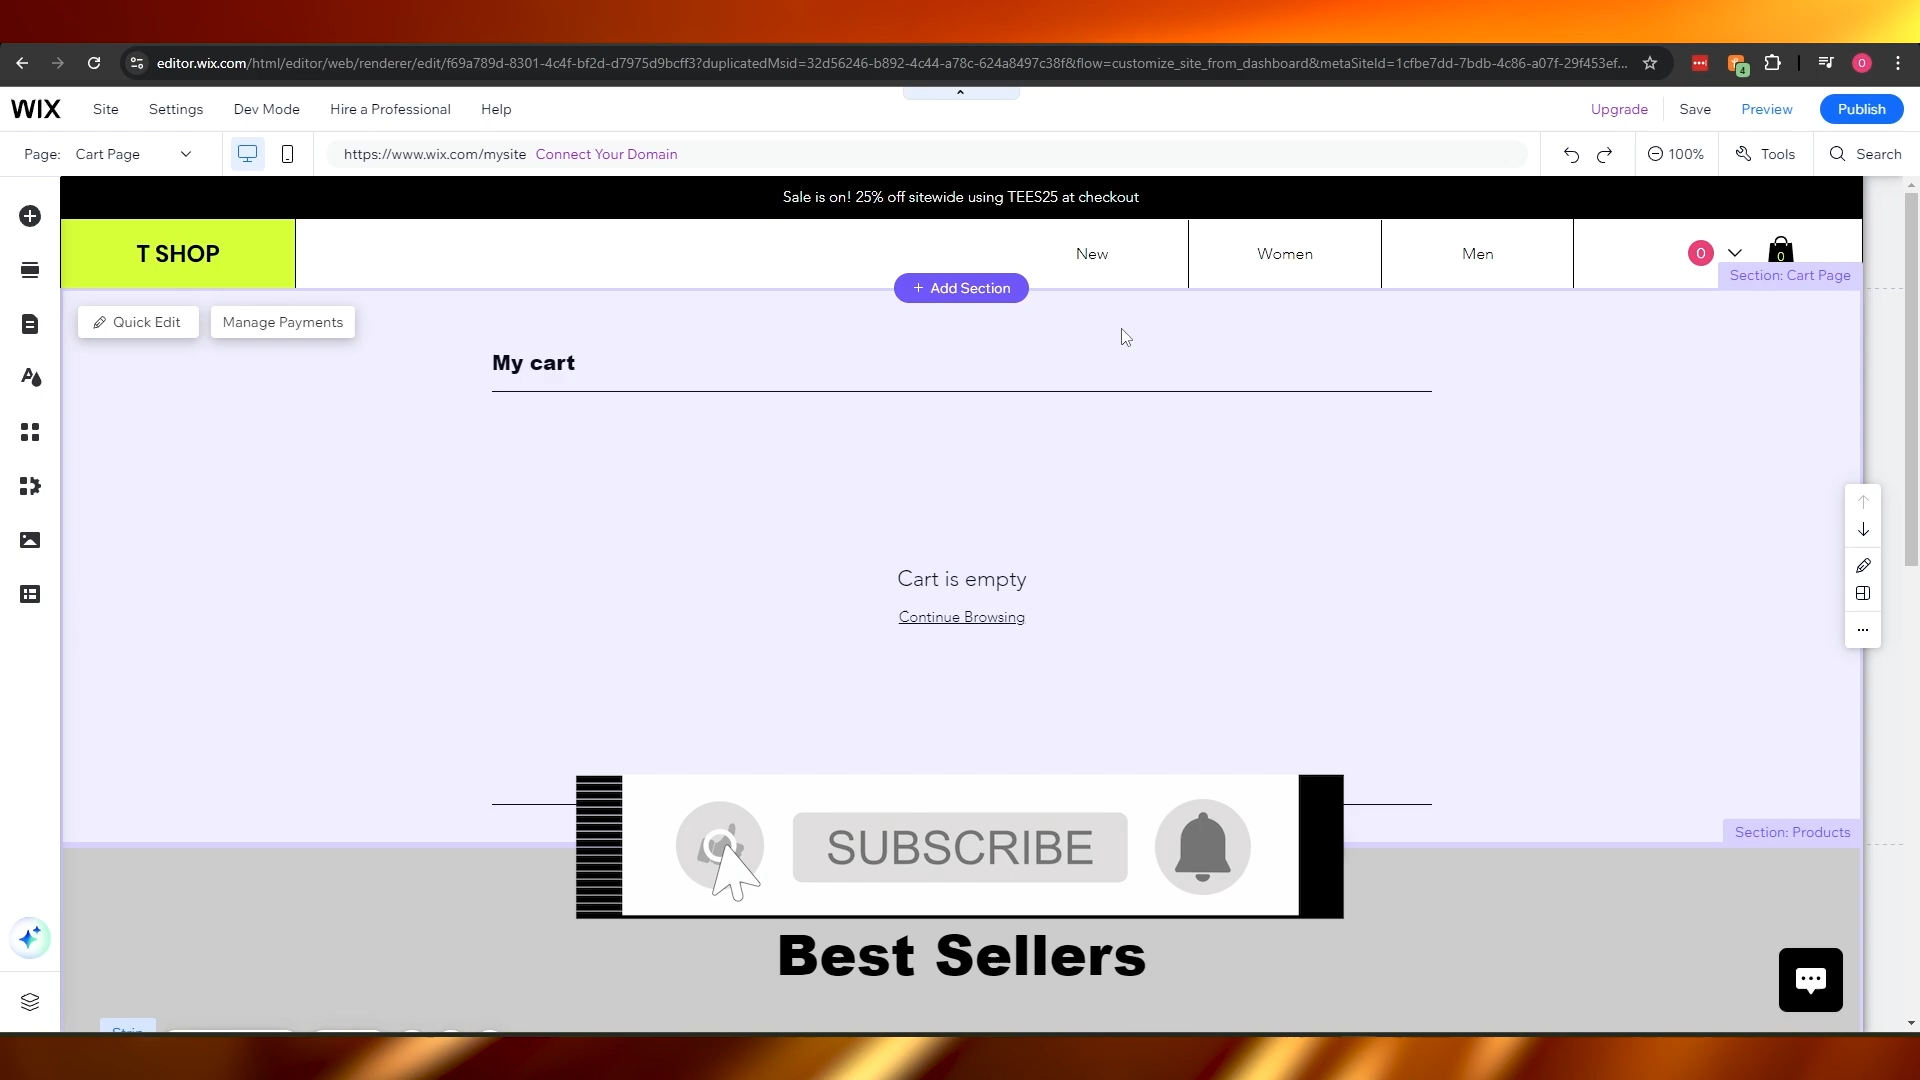 editor.wix.com/html/editor/web/renderer/edit/f69a789d-8301-4c4f-bf2d-d7975d9bcff3?duplicatedMsid=32d56246-b892-4c44-a78c-624a8497c38f&flow=customize_site_from_dashboard&metaSiteId=1cfbe7dd-7bdb-4c86-a07f-29f453ef...
4
0
WIX Site Settings Dev Mode Hire a Professional Help Upgrade Save Preview Publish
Page: Cart Page https://www.wix.com/mysite Connect Your Domain 100% Tools Search
Sale is on! 25% off sitewide using TEES25 at checkout
T SHOP New Women Men 0 0
Section: Cart Page
+ Add Section
Quick Edit Manage Payments
My cart
Cart is empty
Continue Browsing
Section: Products
SUBSCRIBE
Best Sellers
Strip